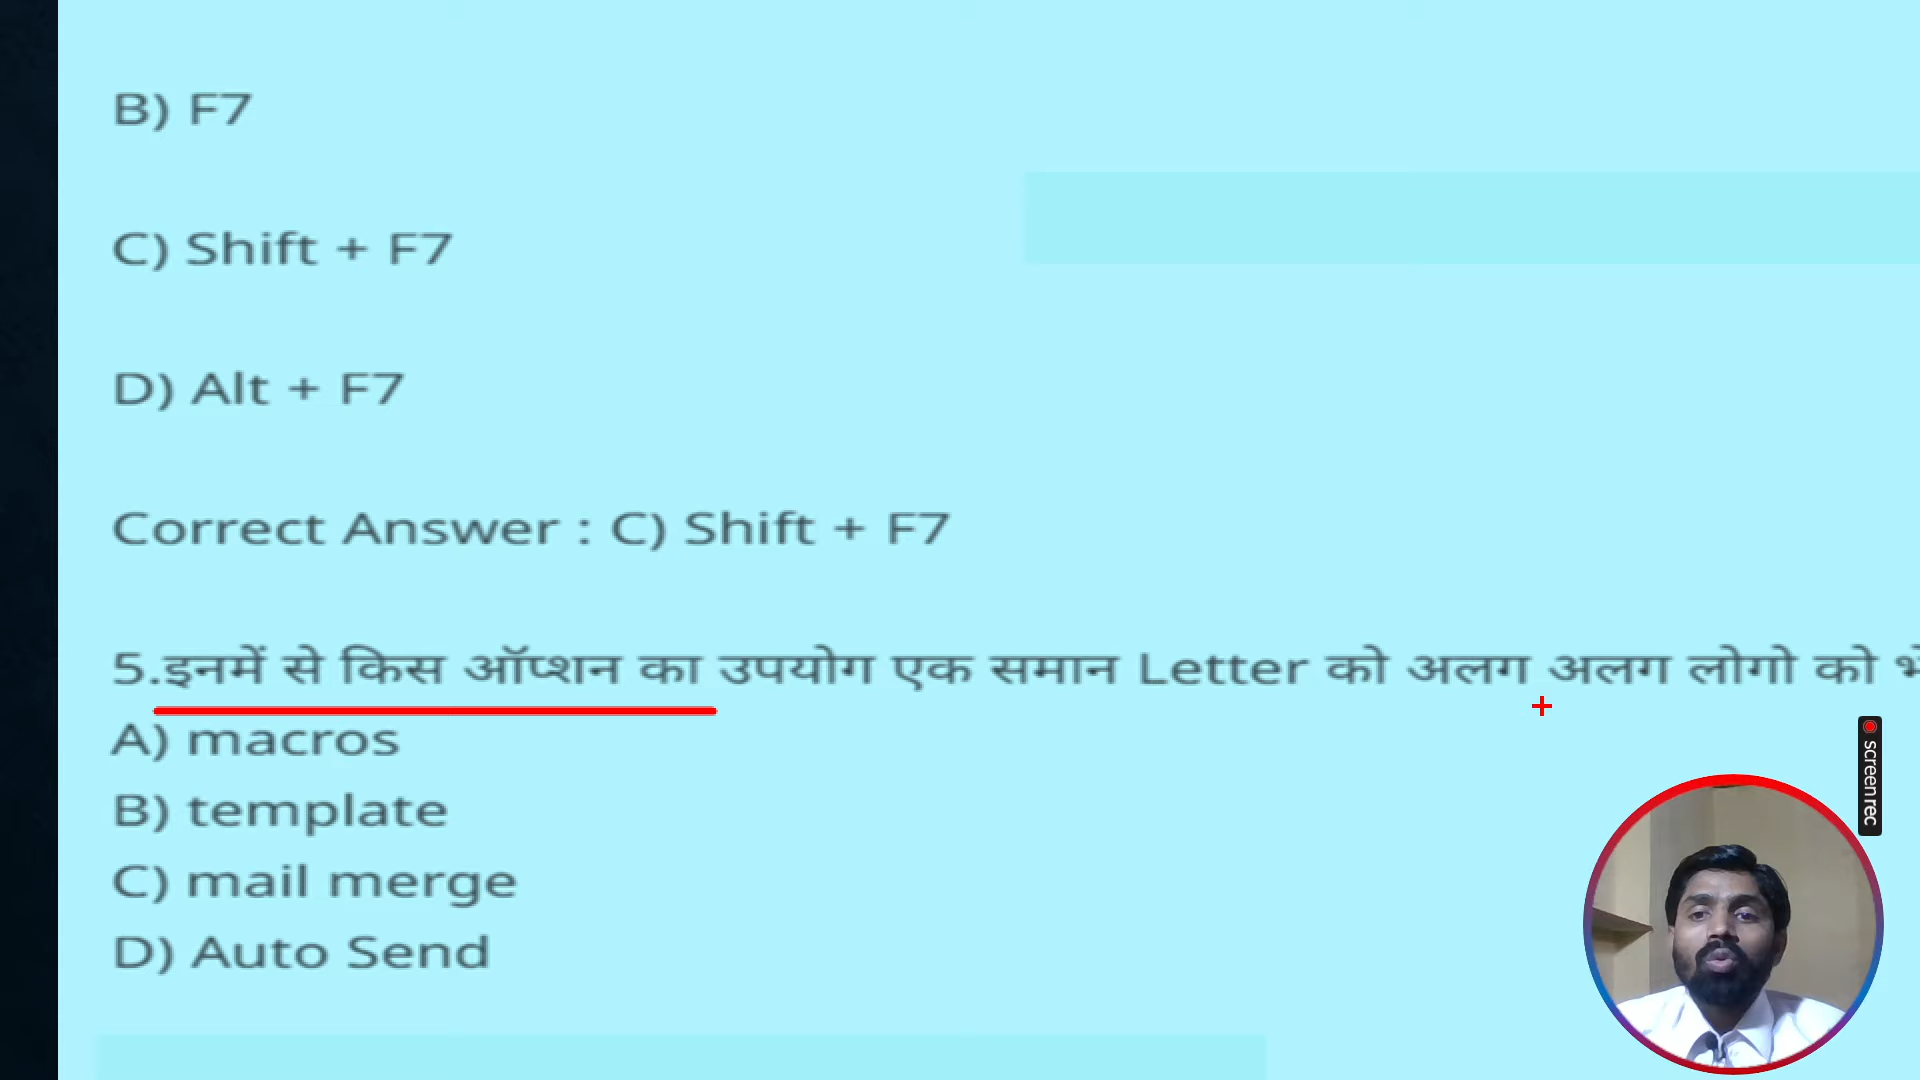 B) F7
C) Shift + F7
D) Alt + F7
Correct Answer : C) Shift + F7
5.इनमें से किस ऑप्शन का उपयोग एक समान Letter को अलग अलग लोगो को
A) macros
B) template
C) mail merge
D) Auto Send
screenrec